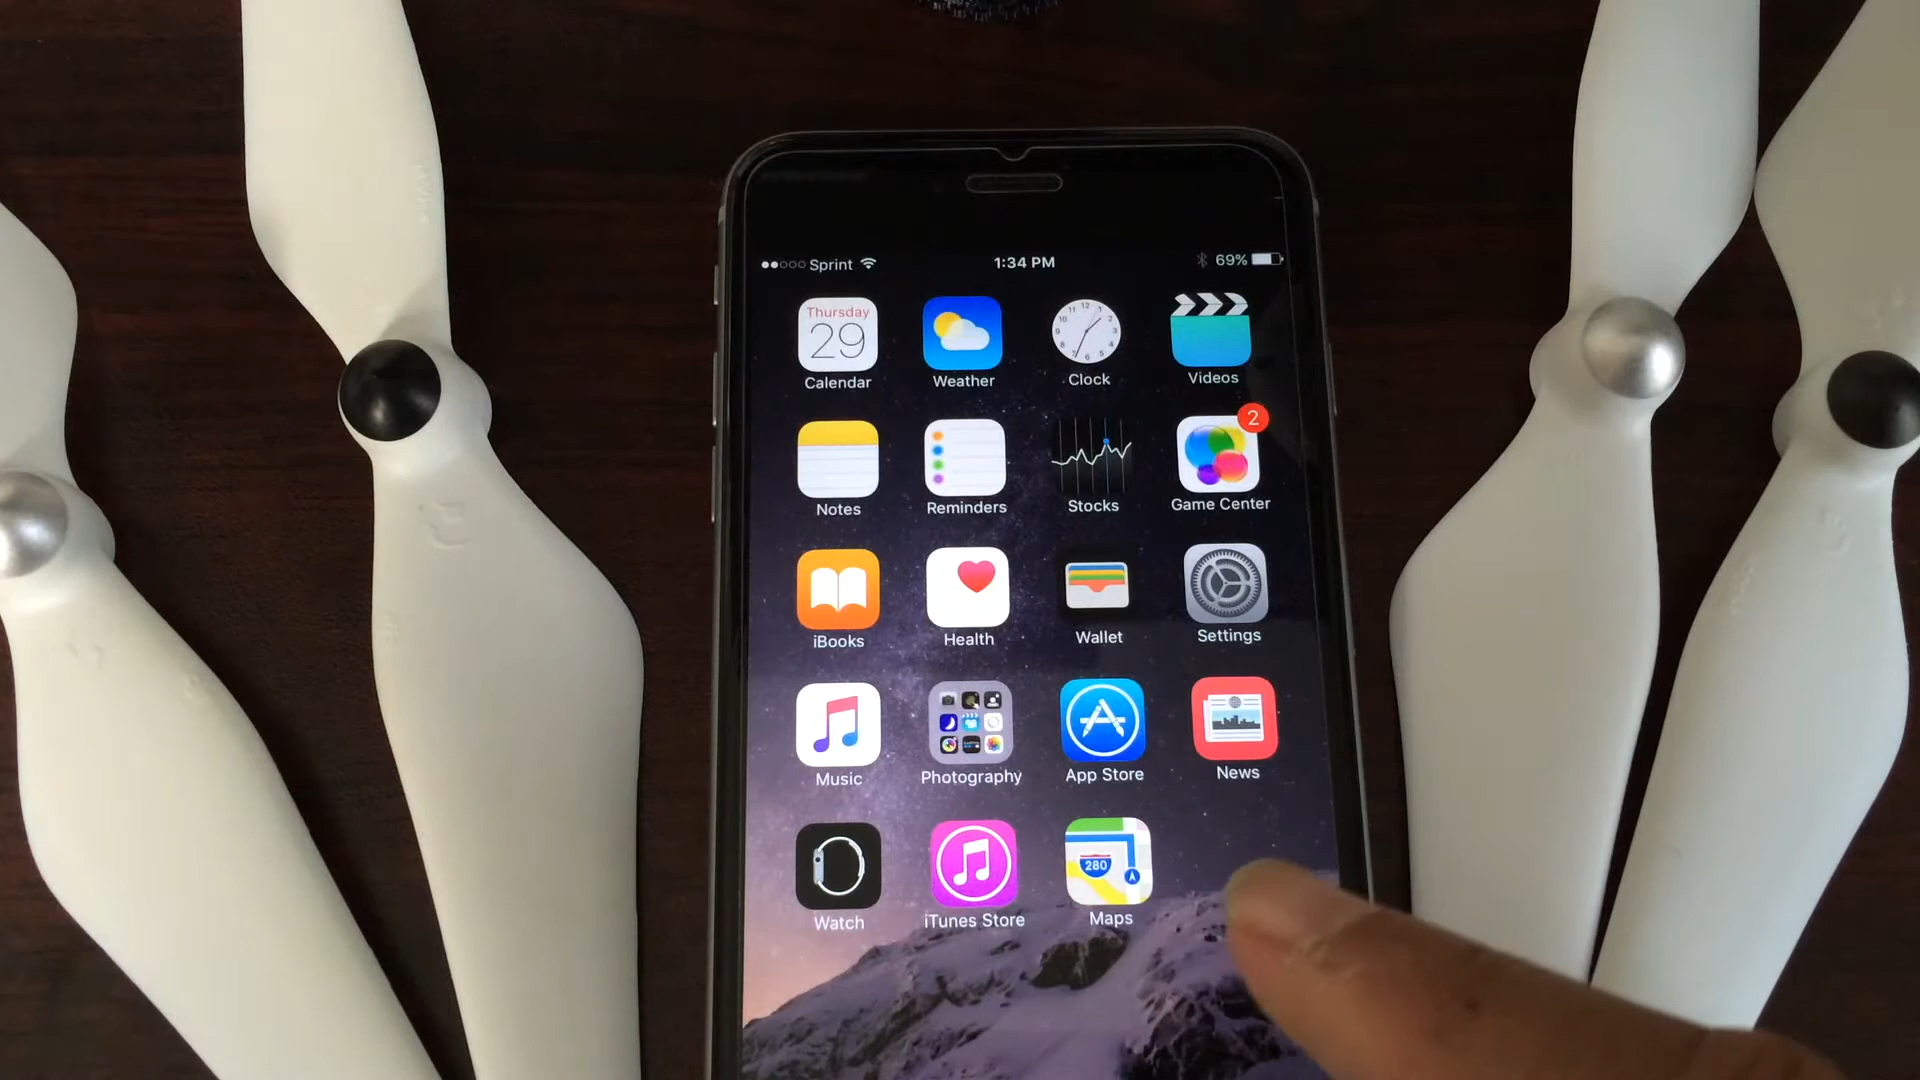 Sprint 1:34 PM 69%
Thursday
29
Calendar Weather Clock Videos
2
Notes Reminders Stocks Game Center
iBooks Health Wallet Settings
Music Photography App Store News
280
Watch iTunes Store Maps